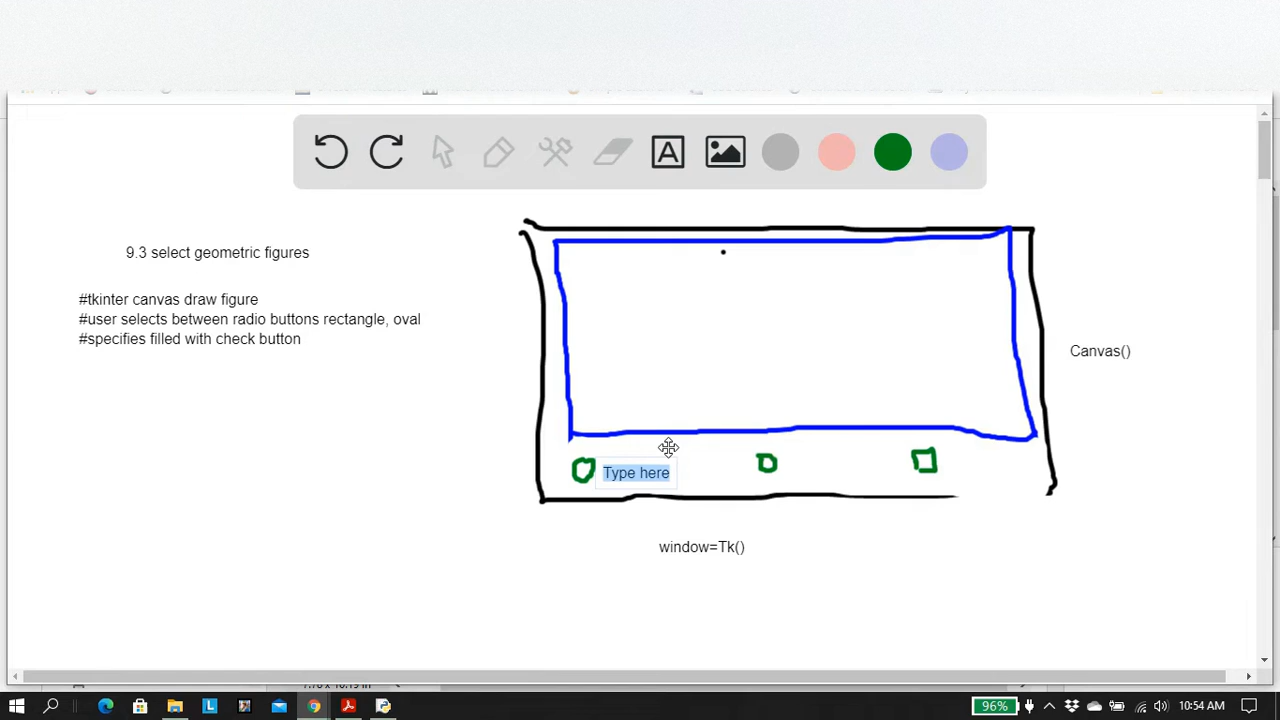 A
9.3 select geometric figures
#tkinter canvas draw figure
#user selects between radio buttons rectangle, oval
#specifies filled with check button
Canvas()
Type here
window=Tk()
96%
10:54 AM